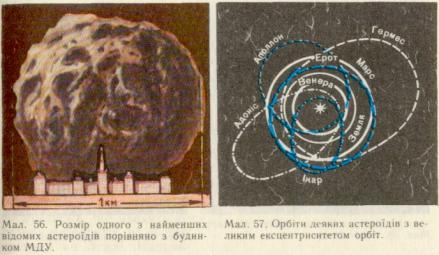 1км
Мал. 56. Розмір одного з найменших
відомих астероїдів порівняно з будин-
ком МДУ.
Аполлон
Гермес
Ерот
Марс
Венера
Адоніс
Земля
Ікар
Мал. 57. Орбіти деяких астероїдів з ве-
ликим ексцентриситетом орбіт.